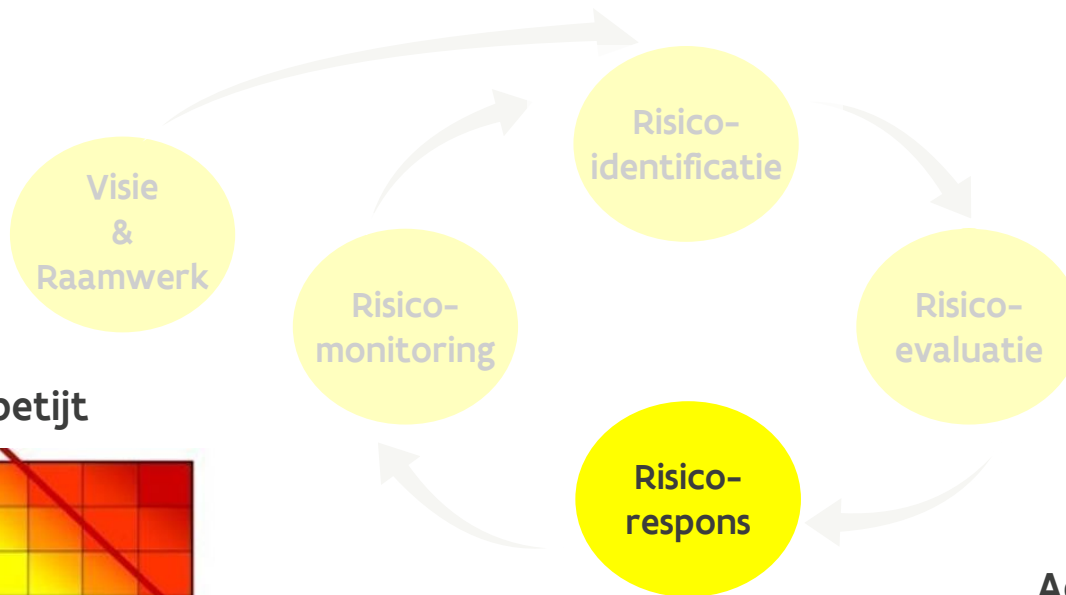 Risico-
identificatie
Visie
&
Raamwerk
Risico-
monitoring
Risico-
evaluatie
Risico-
respons